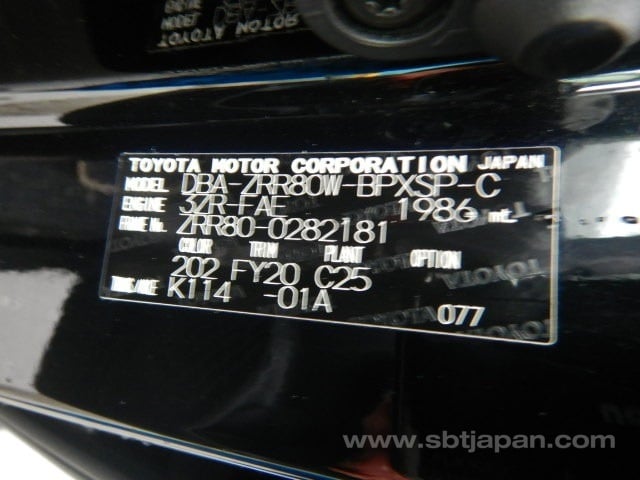 TOYOTA MOTOR CORPORATION JAPAN
MODEL DBA-ZRR80W-BPXSP-C
ENGINE 3ZR-FAE 1986 mL
FRAME No. ZRR80-0282181
COLOR TRIM PLANT OPTION
202 FY20 C25
TRANS/AXLE K114 -01A
077
www.sbtjapan.com